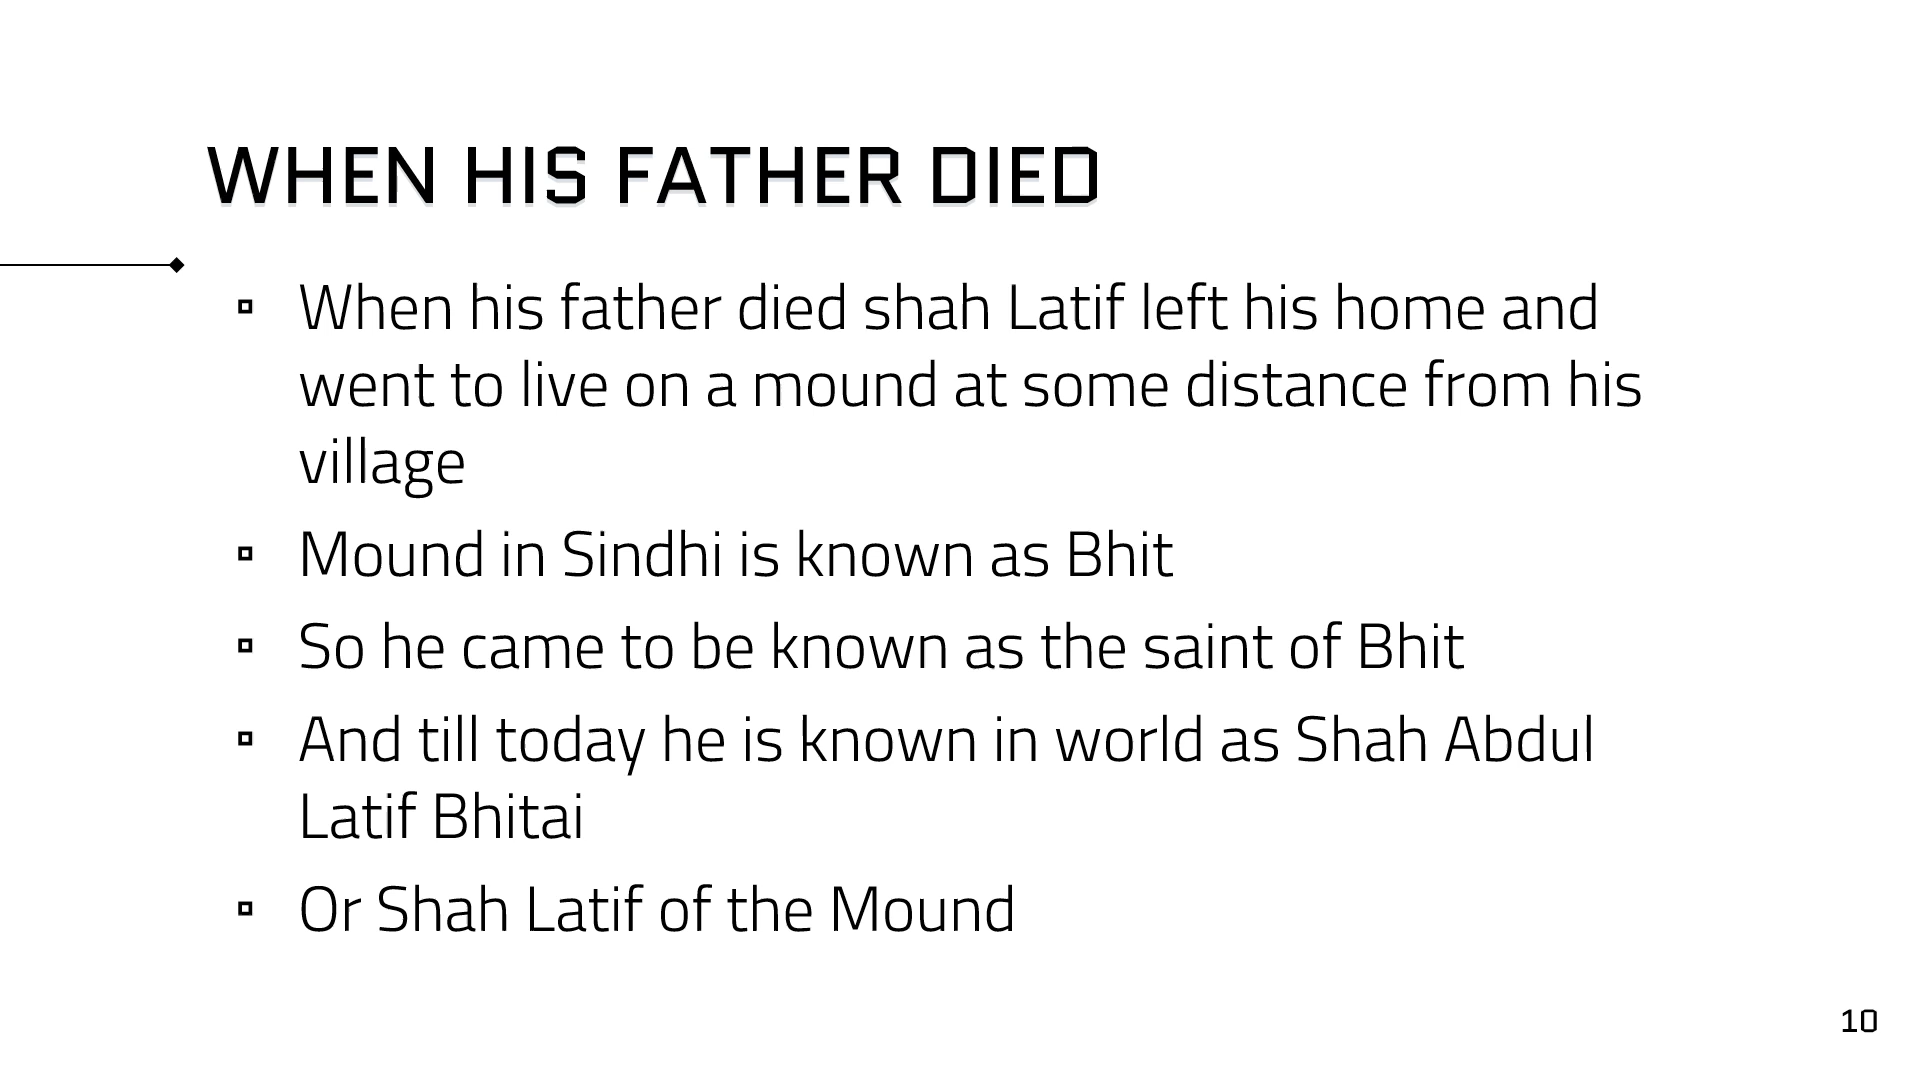 WHEN HIS FATHER DIED
▫ When his father died shah Latif left his home and
went to live on a mound at some distance from his
village
▫ Mound in Sindhi is known as Bhit
▫ So he came to be known as the saint of Bhit
▫ And till today he is known in world as Shah Abdul
Latif Bhitai
▫ Or Shah Latif of the Mound
10